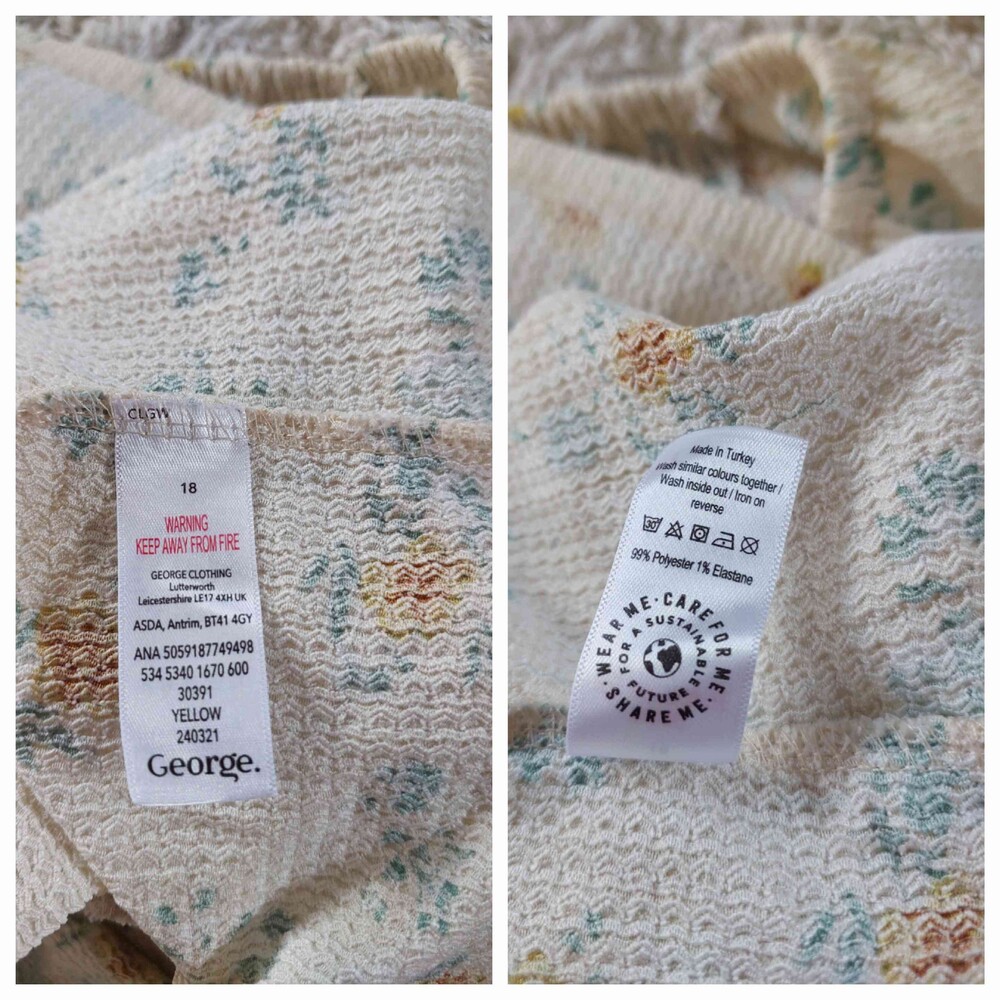 CLGW
18
WARNING
KEEP AWAY FROM FIRE
GEORGE CLOTHING
Lutterworth
Leicestershire LE17 4XH UK
ASDA, Antrim, BT41 4GY
ANA 5059187749498
534 5340 1670 600
30391
YELLOW
240321
George.
Made in Turkey
Wash similar colours together /
Wash inside out / Iron on
reverse
30
99% Polyester 1% Elastane
WEAR ME · CARE FOR ME · SHARE ME ·
FOR A SUSTAINABLE FUTURE